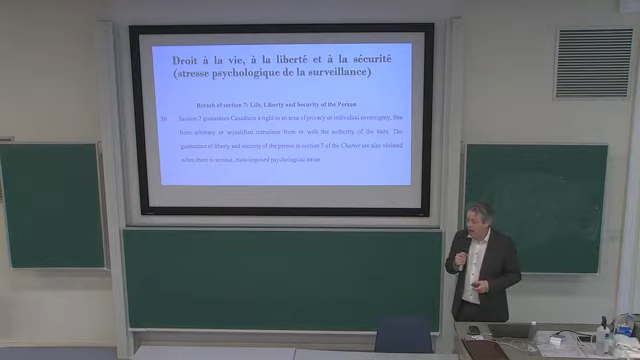 Droit à la vie, à la liberté et à la sécurité
(stresse psychologique de la surveillance)
Breach of section 7: Life, Liberty and Security of the Person
Section 7 guarantees Canadians a right to an area of privacy or individual sovereignty, free
from arbitrary or unjustified intrusions from or with the authority of the state. The
guarantees of liberty and security of the person in section 7 of the Charter are also
when there is serious, state-imposed psychological stress